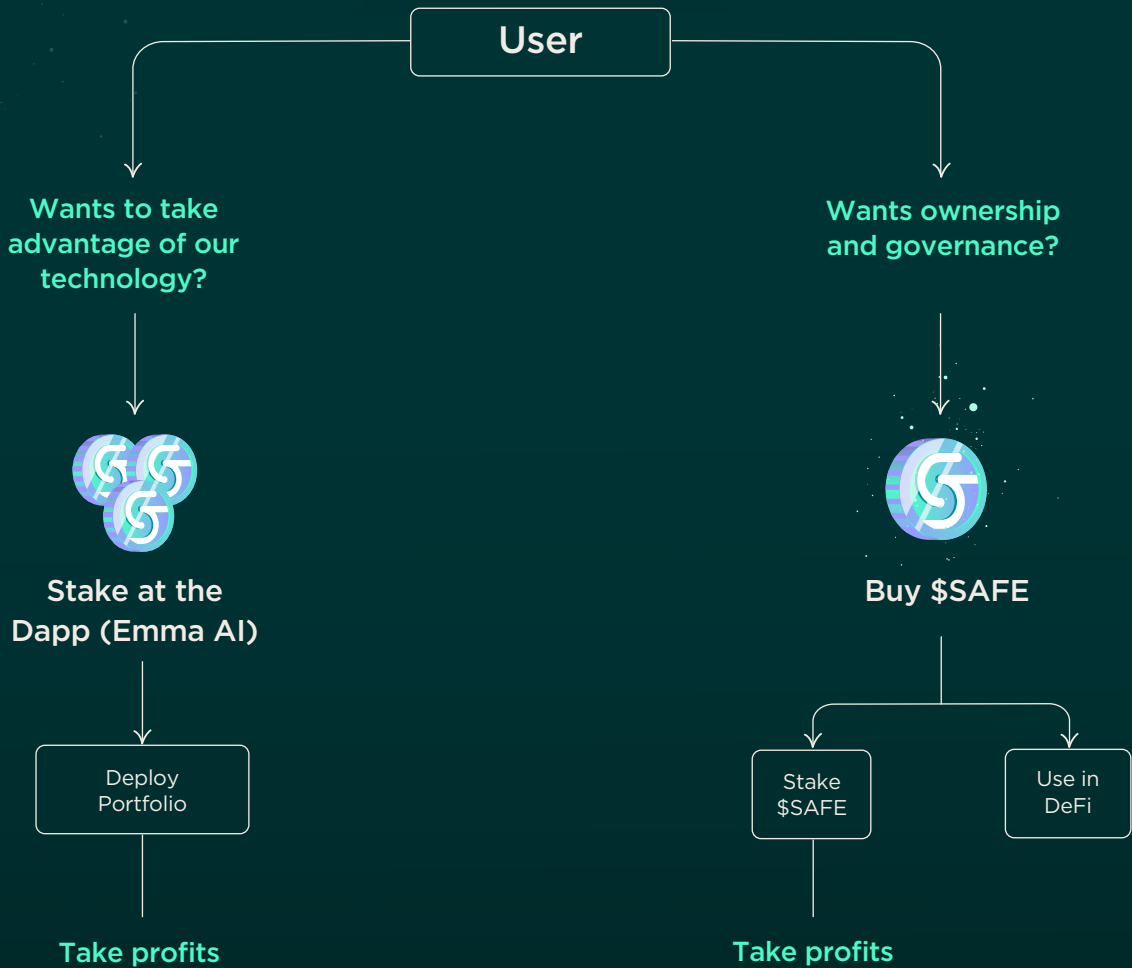 User
Wants to take
advantage of our
technology?
Wants ownership
and governance?
Stake at the
Dapp (Emma AI)
Buy $SAFE
Deploy
Portfolio
Stake
$SAFE
Use in
DeFi
Take profits
Take profits